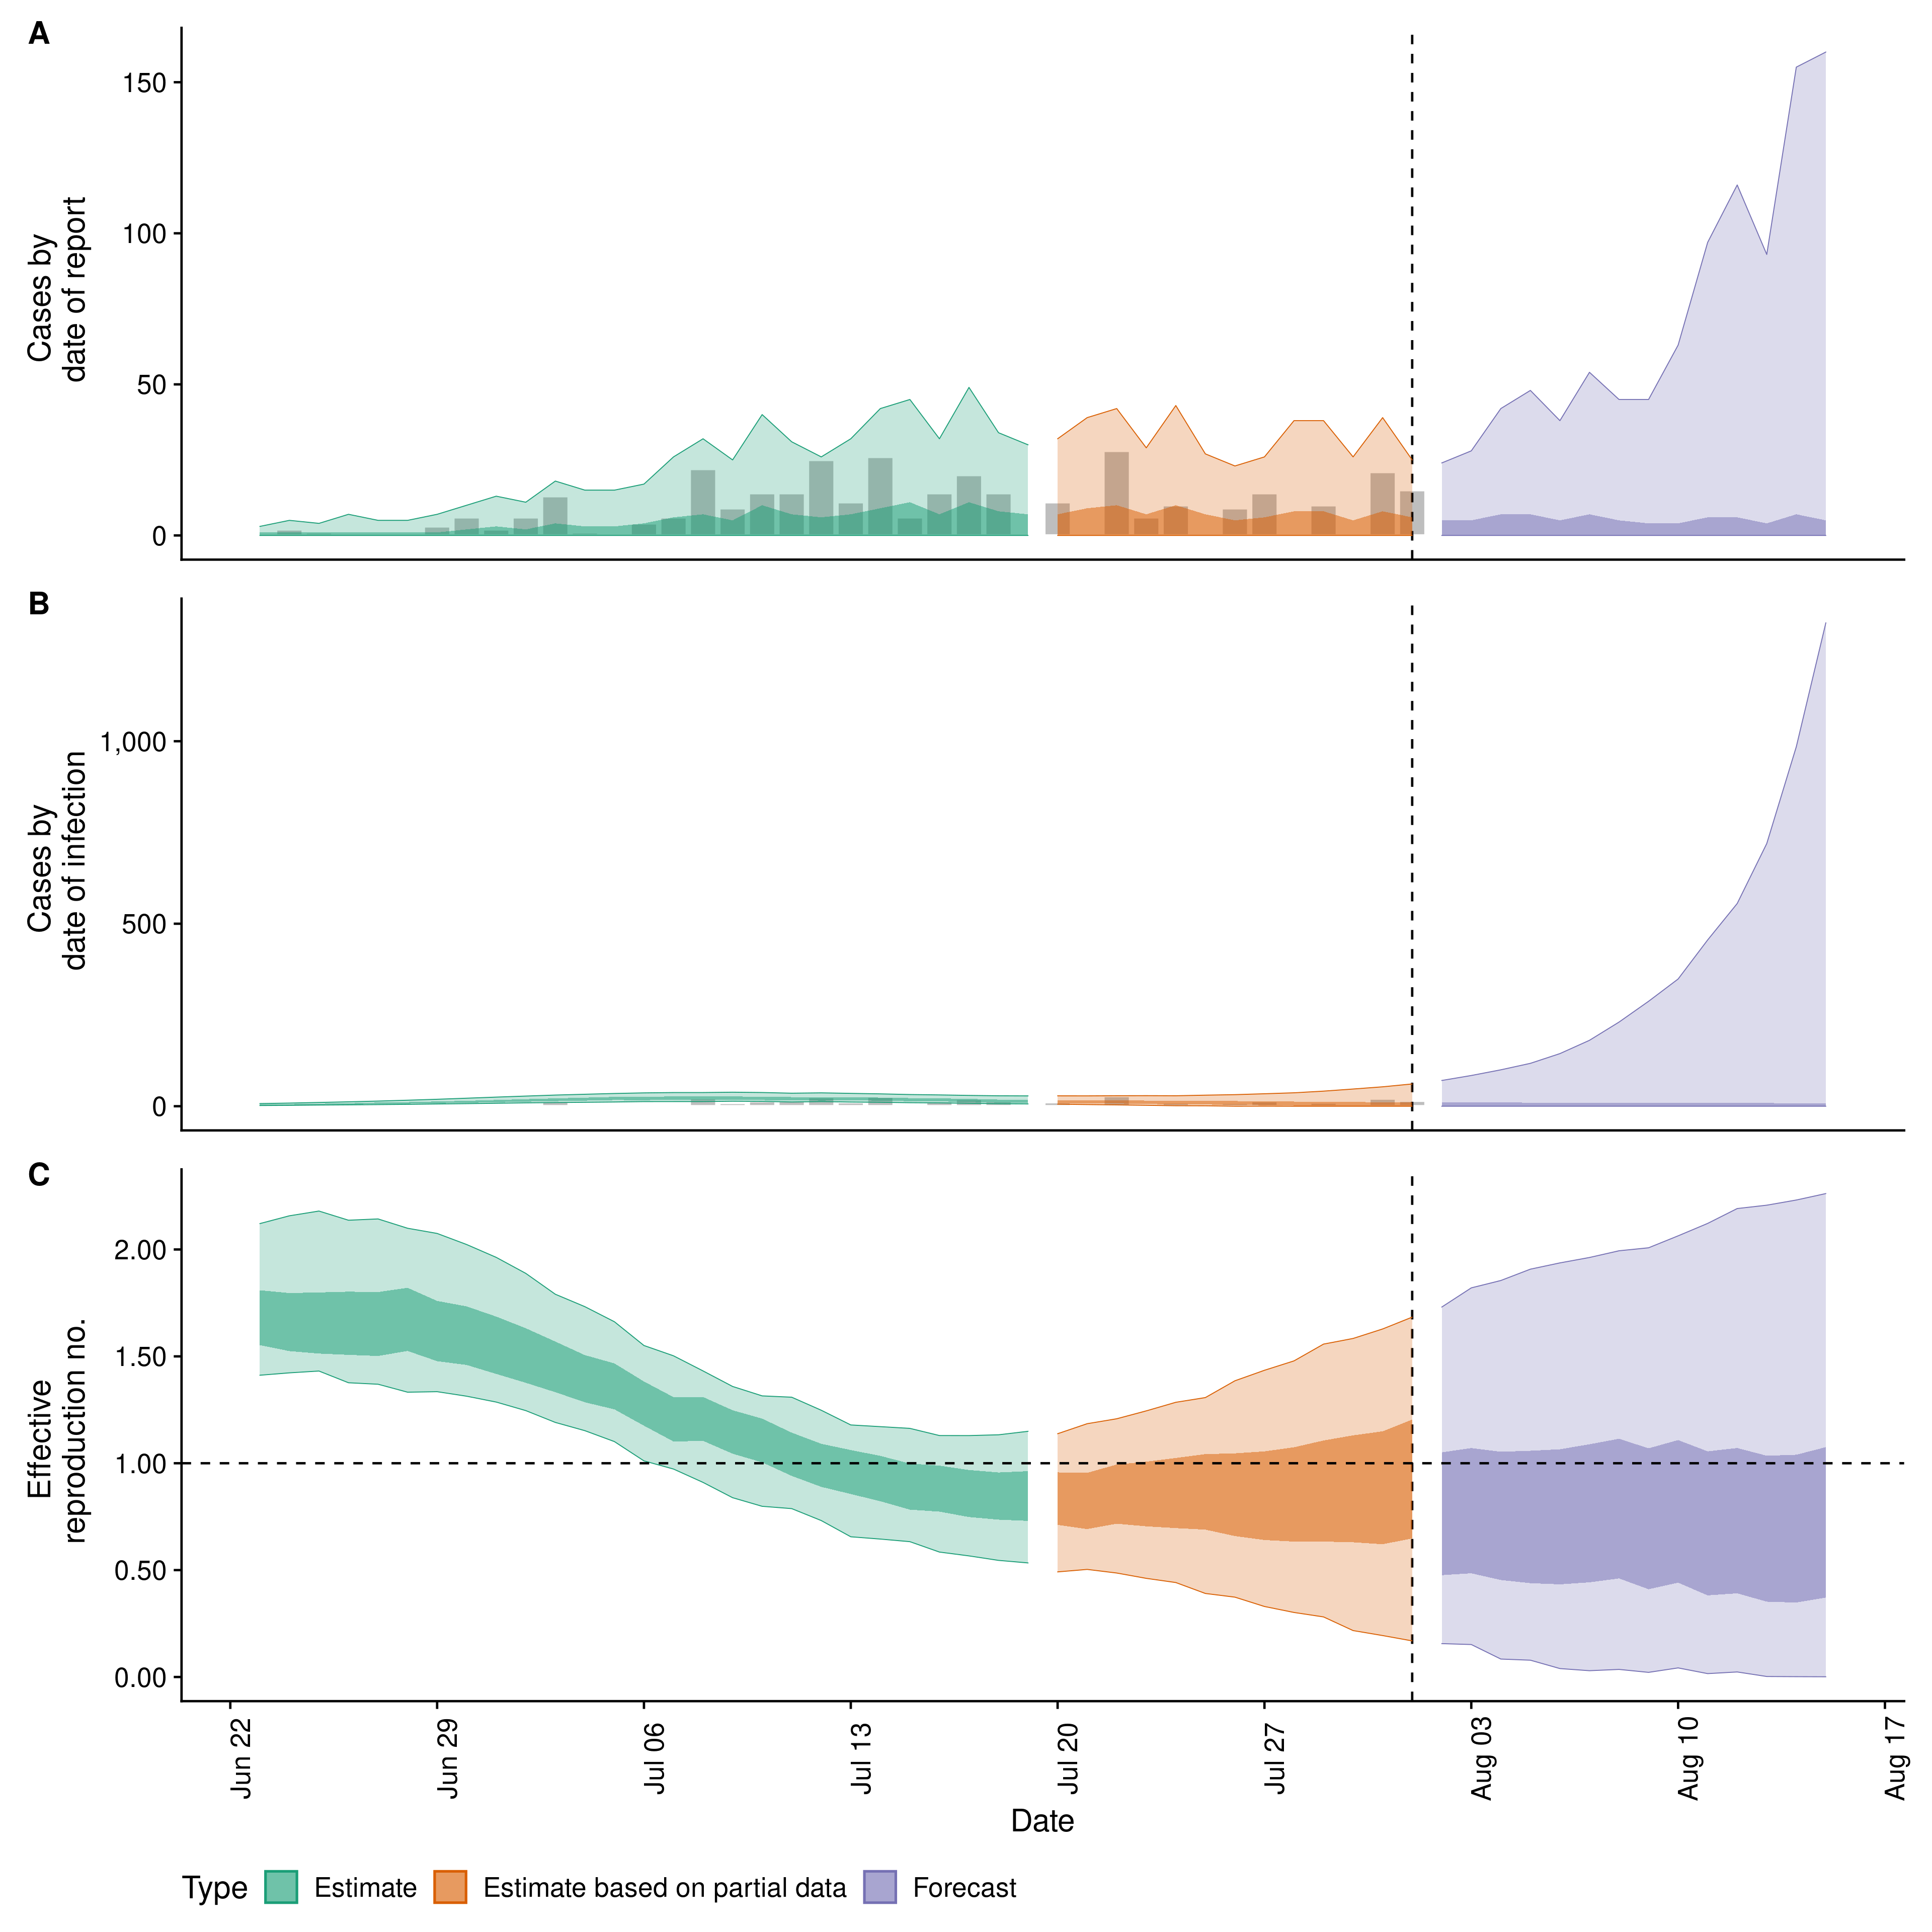 A
Cases by
date of report
150
100
50
0
B
Cases by
date of infection
1,000
500
0
C
Effective
reproduction no.
2.00
1.50
1.00
0.50
0.00
Jun 22
Jun 29
Jul 06
Jul 13
Jul 20
Jul 27
Aug 03
Aug 10
Aug 17
Date
Type Estimate Estimate based on partial data Forecast